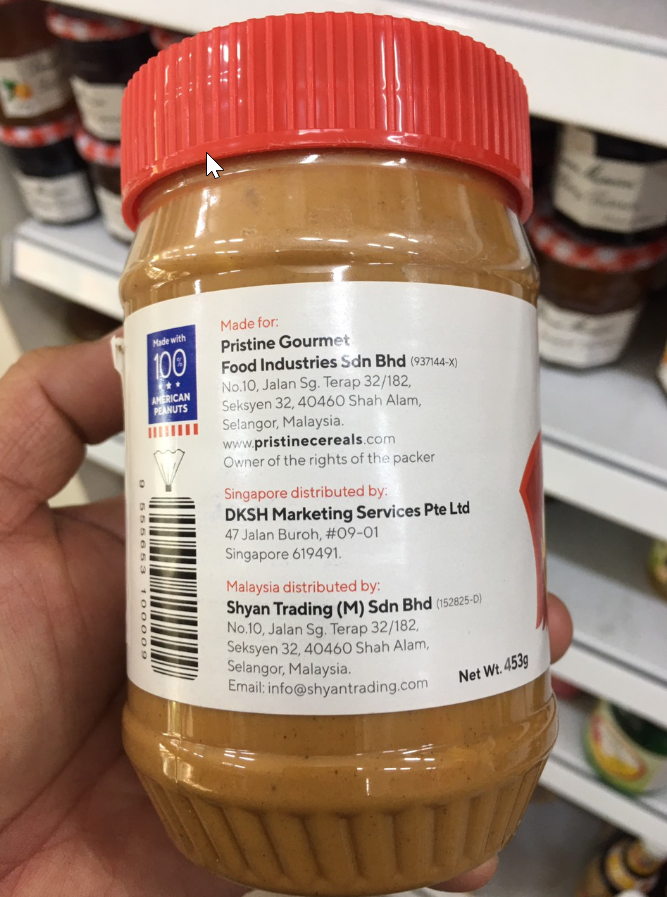 Made with
100%
AMERICAN
PEANUTS
9 555653 100009
Made for:
Pristine Gourmet
Food Industries Sdn Bhd (937144-X)
No.10, Jalan Sg. Terap 32/182,
Seksyen 32, 40460 Shah Alam,
Selangor, Malaysia.
www.pristinecereals.com
Owner of the rights of the packer
Singapore distributed by:
DKSH Marketing Services Pte Ltd
47 Jalan Buroh, #09-01
Singapore 619491.
Malaysia distributed by:
Shyan Trading (M) Sdn Bhd (152825-D)
No.10, Jalan Sg. Terap 32/182,
Seksyen 32, 40460 Shah Alam,
Selangor, Malaysia.
Email: info@shyantrading.com
Net Wt. 453g